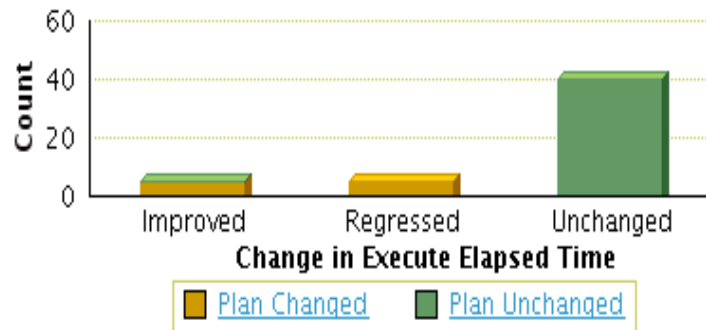 60
40
20
0
Count
Improved Regressed Unchanged
Change in Execute Elapsed Time
Plan Changed Plan Unchanged